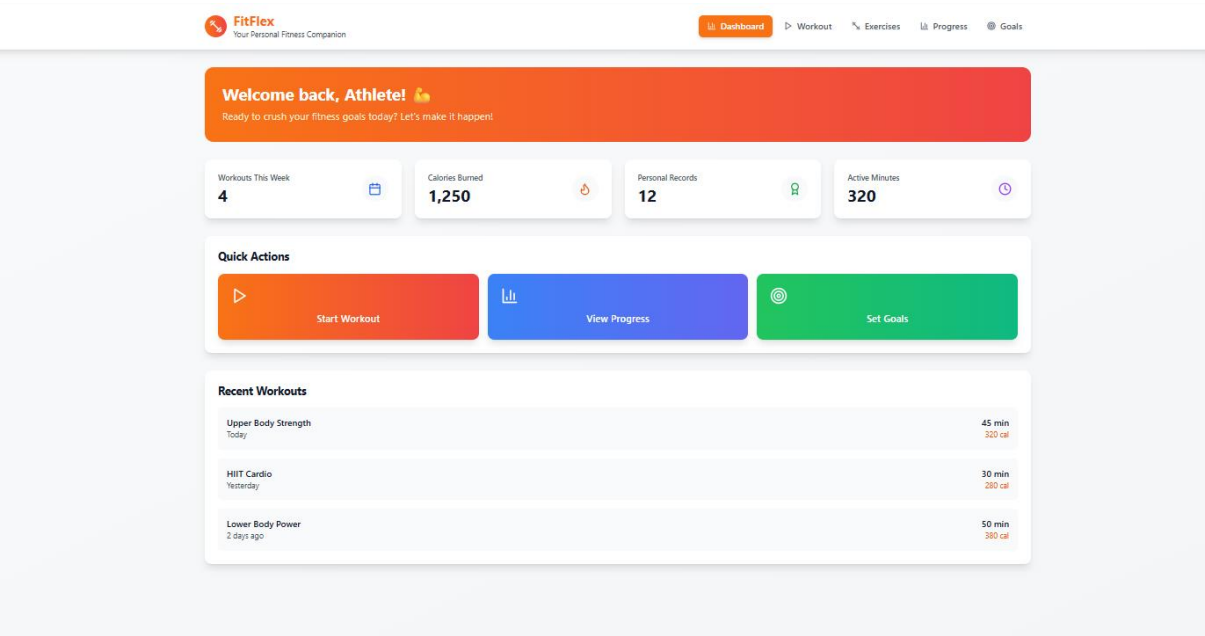 FitFlex
Your Personal Fitness Companion
Dashboard
Workout
Exercises
Progress
Goals
Welcome back, Athlete! 💪
Ready to crush your fitness goals today? Let's make it happen!
Workouts This Week
4
Calories Burned
1,250
Personal Records
12
Active Minutes
320
Quick Actions
Start Workout
View Progress
Set Goals
Recent Workouts
Upper Body Strength
Today
45 min
320 cal
HIIT Cardio
Yesterday
30 min
280 cal
Lower Body Power
2 days ago
50 min
380 cal